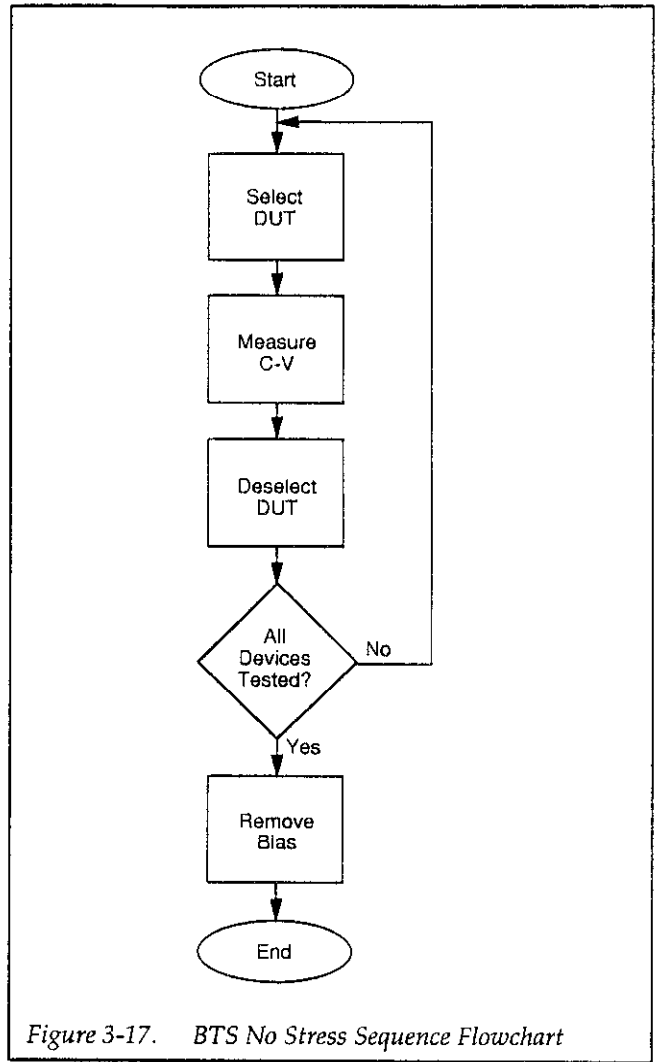 Start
Select
DUT
Measure
C-V
Deselect
DUT
All
Devices
Tested?
No
Yes
Remove
Bias
End
Figure 3-17. BTS No Stress Sequence Flowchart